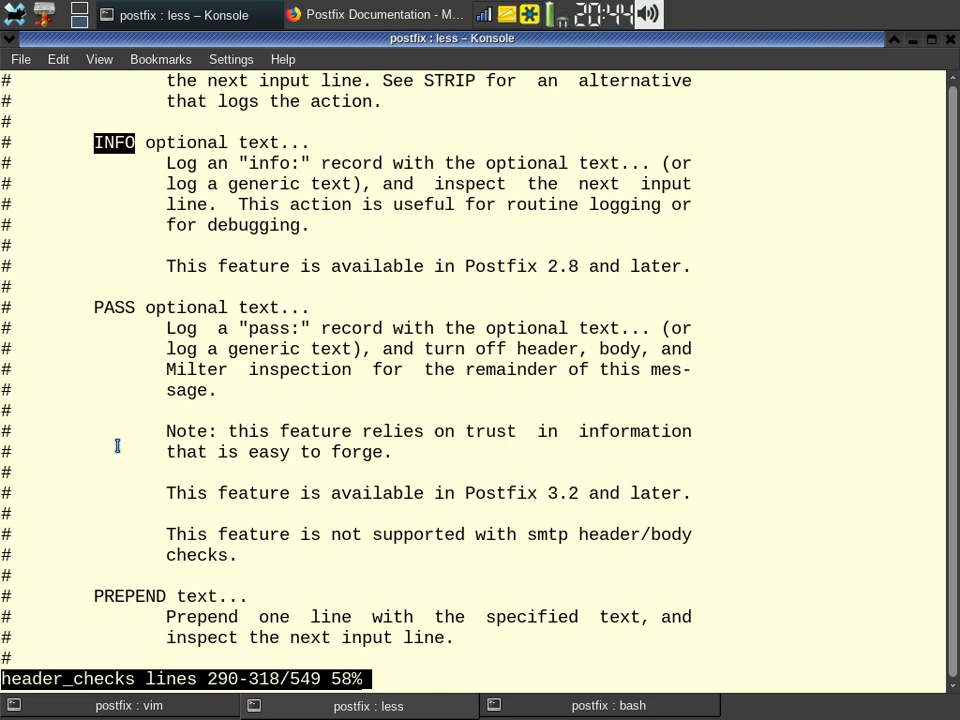 postfix : less – Konsole
Postfix Documentation - M...
20:44
postfix : less – Konsole
File Edit View Bookmarks Settings Help
# the next input line. See STRIP for an alternative
# that logs the action.
#
# INFO optional text...
# Log an "info:" record with the optional text... (or
# log a generic text), and inspect the next input
# line. This action is useful for routine logging or
# for debugging.
#
# This feature is available in Postfix 2.8 and later.
#
# PASS optional text...
# Log a "pass:" record with the optional text... (or
# log a generic text), and turn off header, body, and
# Milter inspection for the remainder of this mes-
# sage.
#
# Note: this feature relies on trust in information
# that is easy to forge.
#
# This feature is available in Postfix 3.2 and later.
#
# This feature is not supported with smtp header/body
# checks.
#
# PREPEND text...
# Prepend one line with the specified text, and
# inspect the next input line.
#
header_checks lines 290-318/549 58%
postfix : vim
postfix : less
postfix : bash